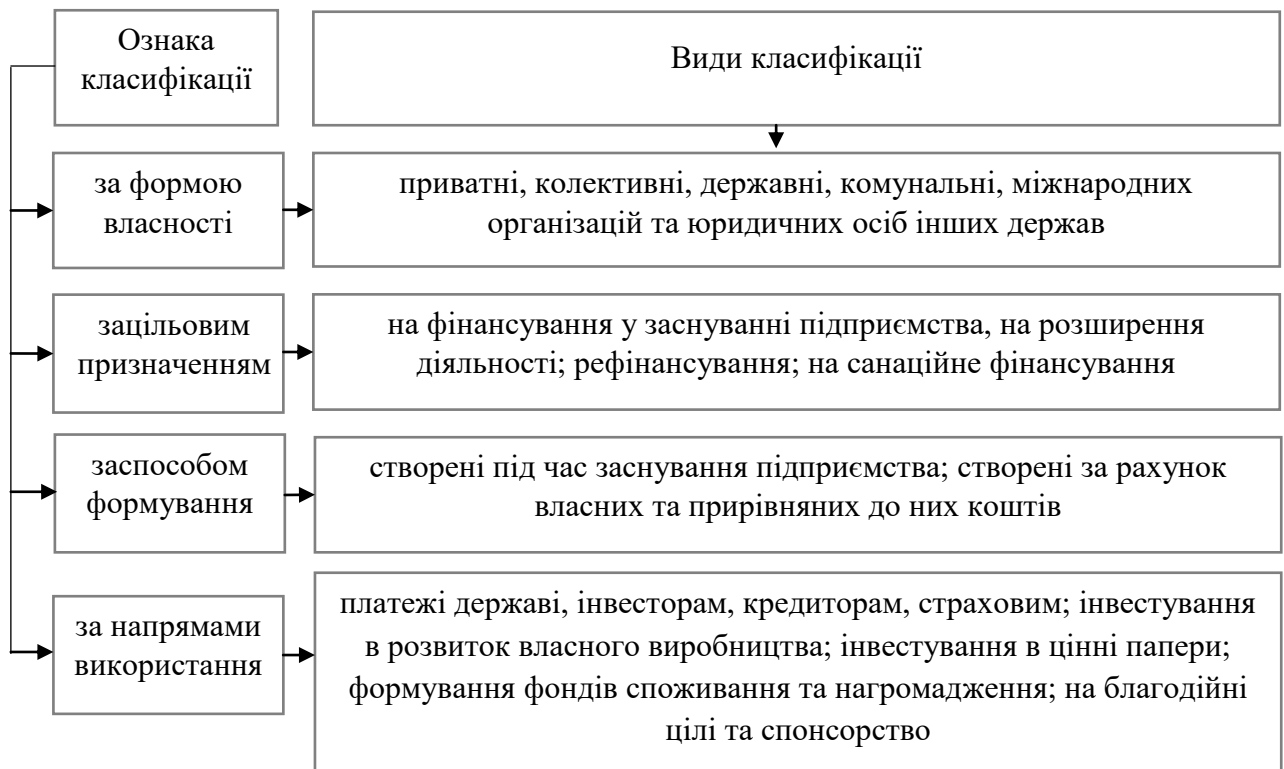 Ознака
класифікації
Види класифікації
за формою
власності
приватні, колективні, державні, комунальні, міжнародних
організацій та юридичних осіб інших держав
зацільовим
призначенням
на фінансування у заснуванні підприємства, на розширення
діяльності; рефінансування; на санаційне фінансування
заспособом
формування
створені під час заснування підприємства; створені за рахунок
власних та прирівняних до них коштів
за напрямами
використання
платежі державі, інвесторам, кредиторам, страховим; інвестування
в розвиток власного виробництва; інвестування в цінні папери;
формування фондів споживання та нагромадження; на благодійні
цілі та спонсорство